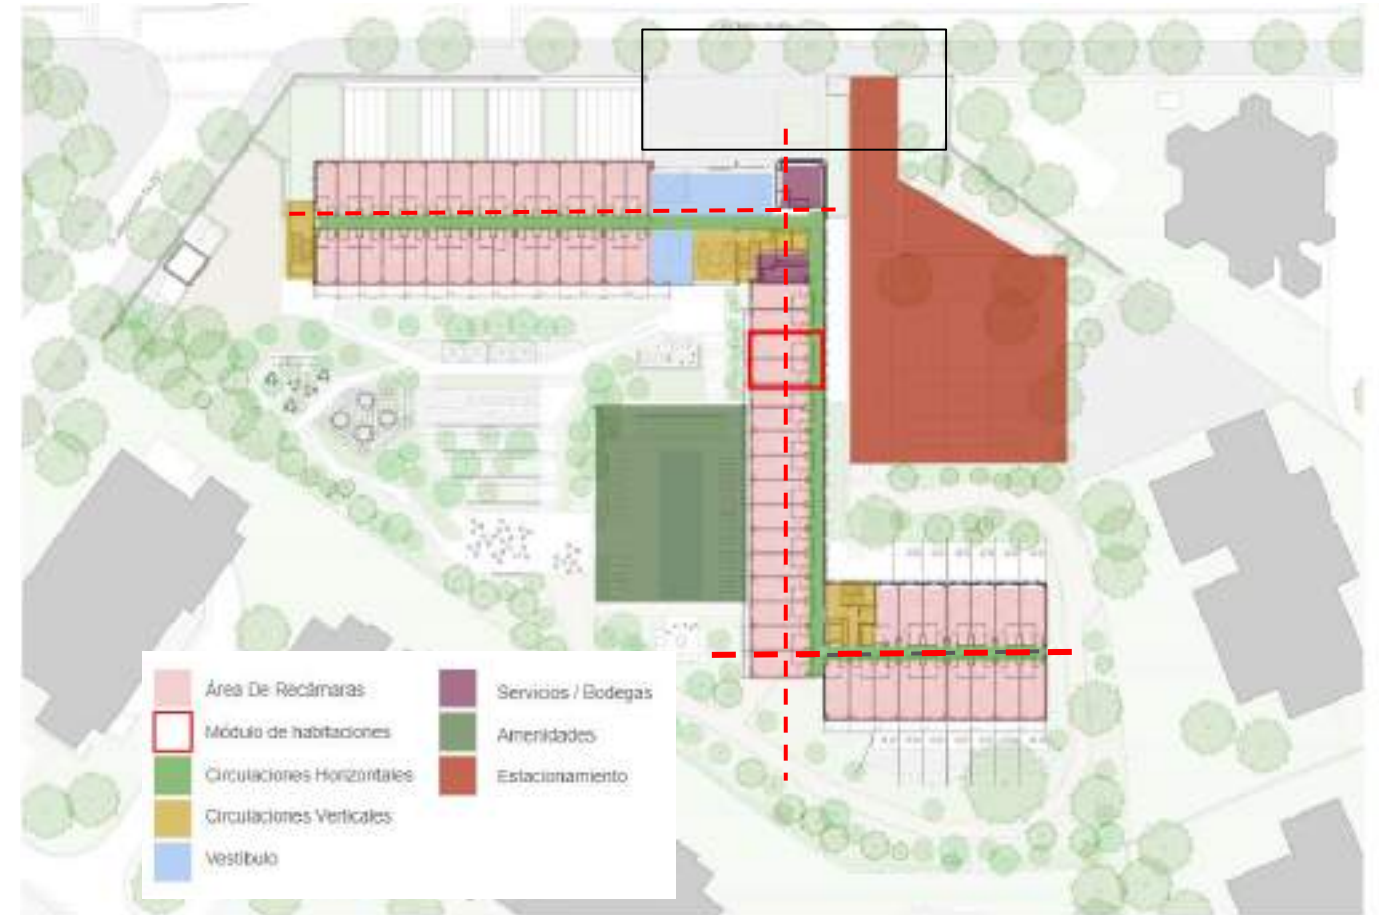 Área De Recámaras
Módulo de habitaciones
Circulaciones Horizontales
Circulaciones Verticales
Vestíbulo
Servicios / Bodegas
Amenidades
Estacionamiento